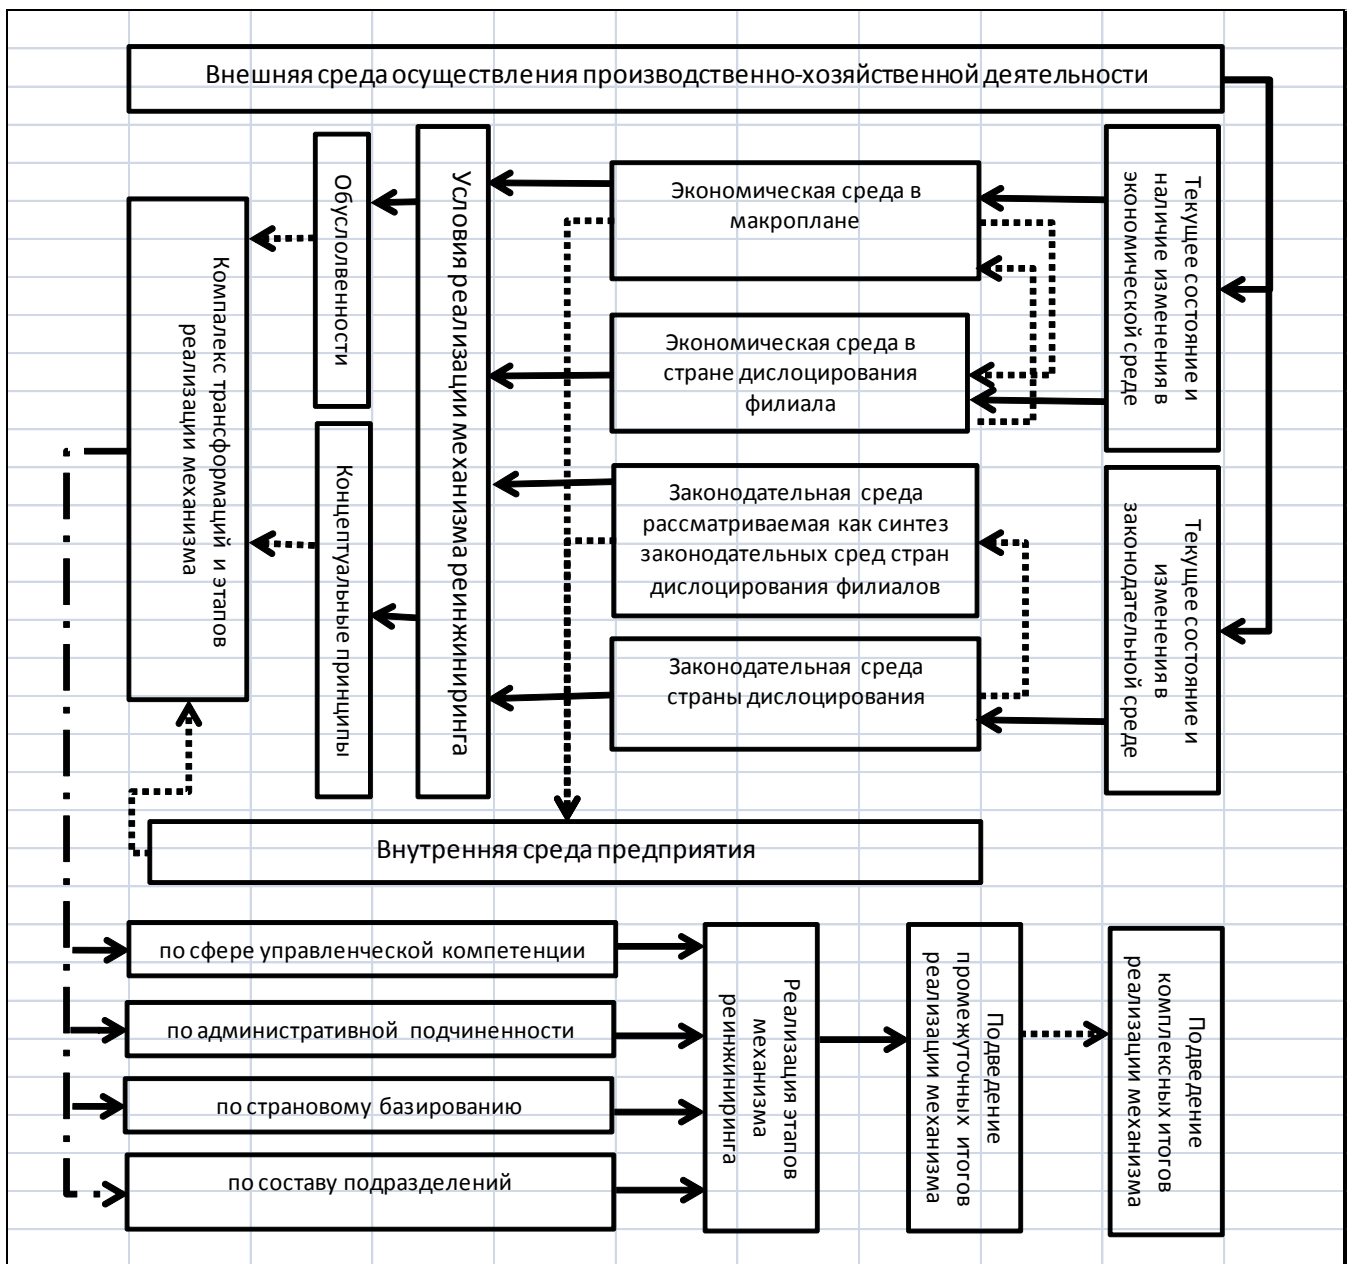 Внешняя среда осуществления производственно-хозяйственной деятельности
Компалекс трансформаций и этапов
реализации механизма
Обусловленности
Концептуальные принципы
Условия реализации механизма реинжиниринга
Экономическая среда в
макроплане
Экономическая среда в
стране дислоцирования
филиала
Законодательная среда
рассматриваемая как синтез
законодательных сред стран
дислоцирования филиалов
Законодательная среда
страны дислоцирования
Текущее состояние и
наличие изменения в
экономической среде
Текущее состояние и
изменения в
законодательной среде
Внутренняя среда предприятия
по сфере управленческой компетенции
по административной подчиненности
по страновому базированию
по составу подразделений
Реализация этапов
механизма
реинжиниринга
Подведение
промежуточных итогов
реализации механизма
Подведение
комплексных итогов
реализации механизма